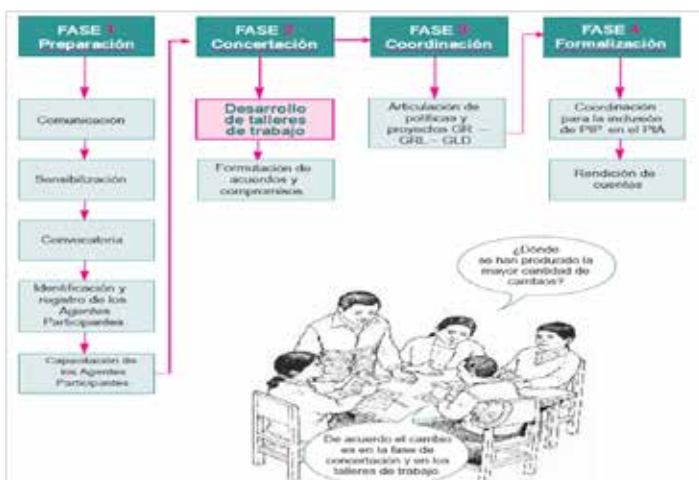 FASE 1
Preparación
Comunicación
Sensibilización
Convocatoria
Identificación y
registro de los
Agentes
Participantes
Capacitación de
los Agentes
Participantes
FASE 2
Concertación
Desarrollo
de talleres
de trabajo
Formulación de
acuerdos y
compromisos
FASE 3
Coordinación
Articulación de
políticas y
proyectos GR –
GRL – GLD
FASE 4
Formalización
Coordinación
para la inclusión
de PIP en el PIA
Rendición de
cuentas
¿Dónde
se han producido la
mayor cantidad de
cambios?
De acuerdo el cambio
es en la fase de
concertación y en los
talleres de trabajo